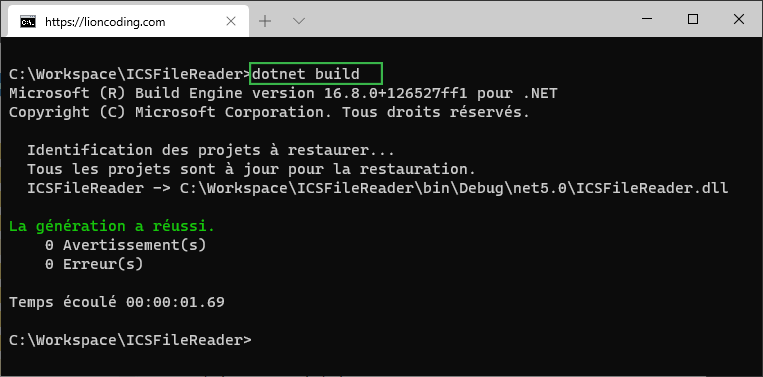 https://lioncoding.com
C:\Workspace\ICSFileReader>dotnet build
Microsoft (R) Build Engine version 16.8.0+126527ff1 pour .NET
Copyright (C) Microsoft Corporation. Tous droits réservés.
Identification des projets à restaurer...
Tous les projets sont à jour pour la restauration.
ICSFileReader -> C:\Workspace\ICSFileReader\bin\Debug\net5.0\ICSFileReader.dll
La génération a réussi.
0 Avertissement(s)
0 Erreur(s)
Temps écoulé 00:00:01.69
C:\Workspace\ICSFileReader>